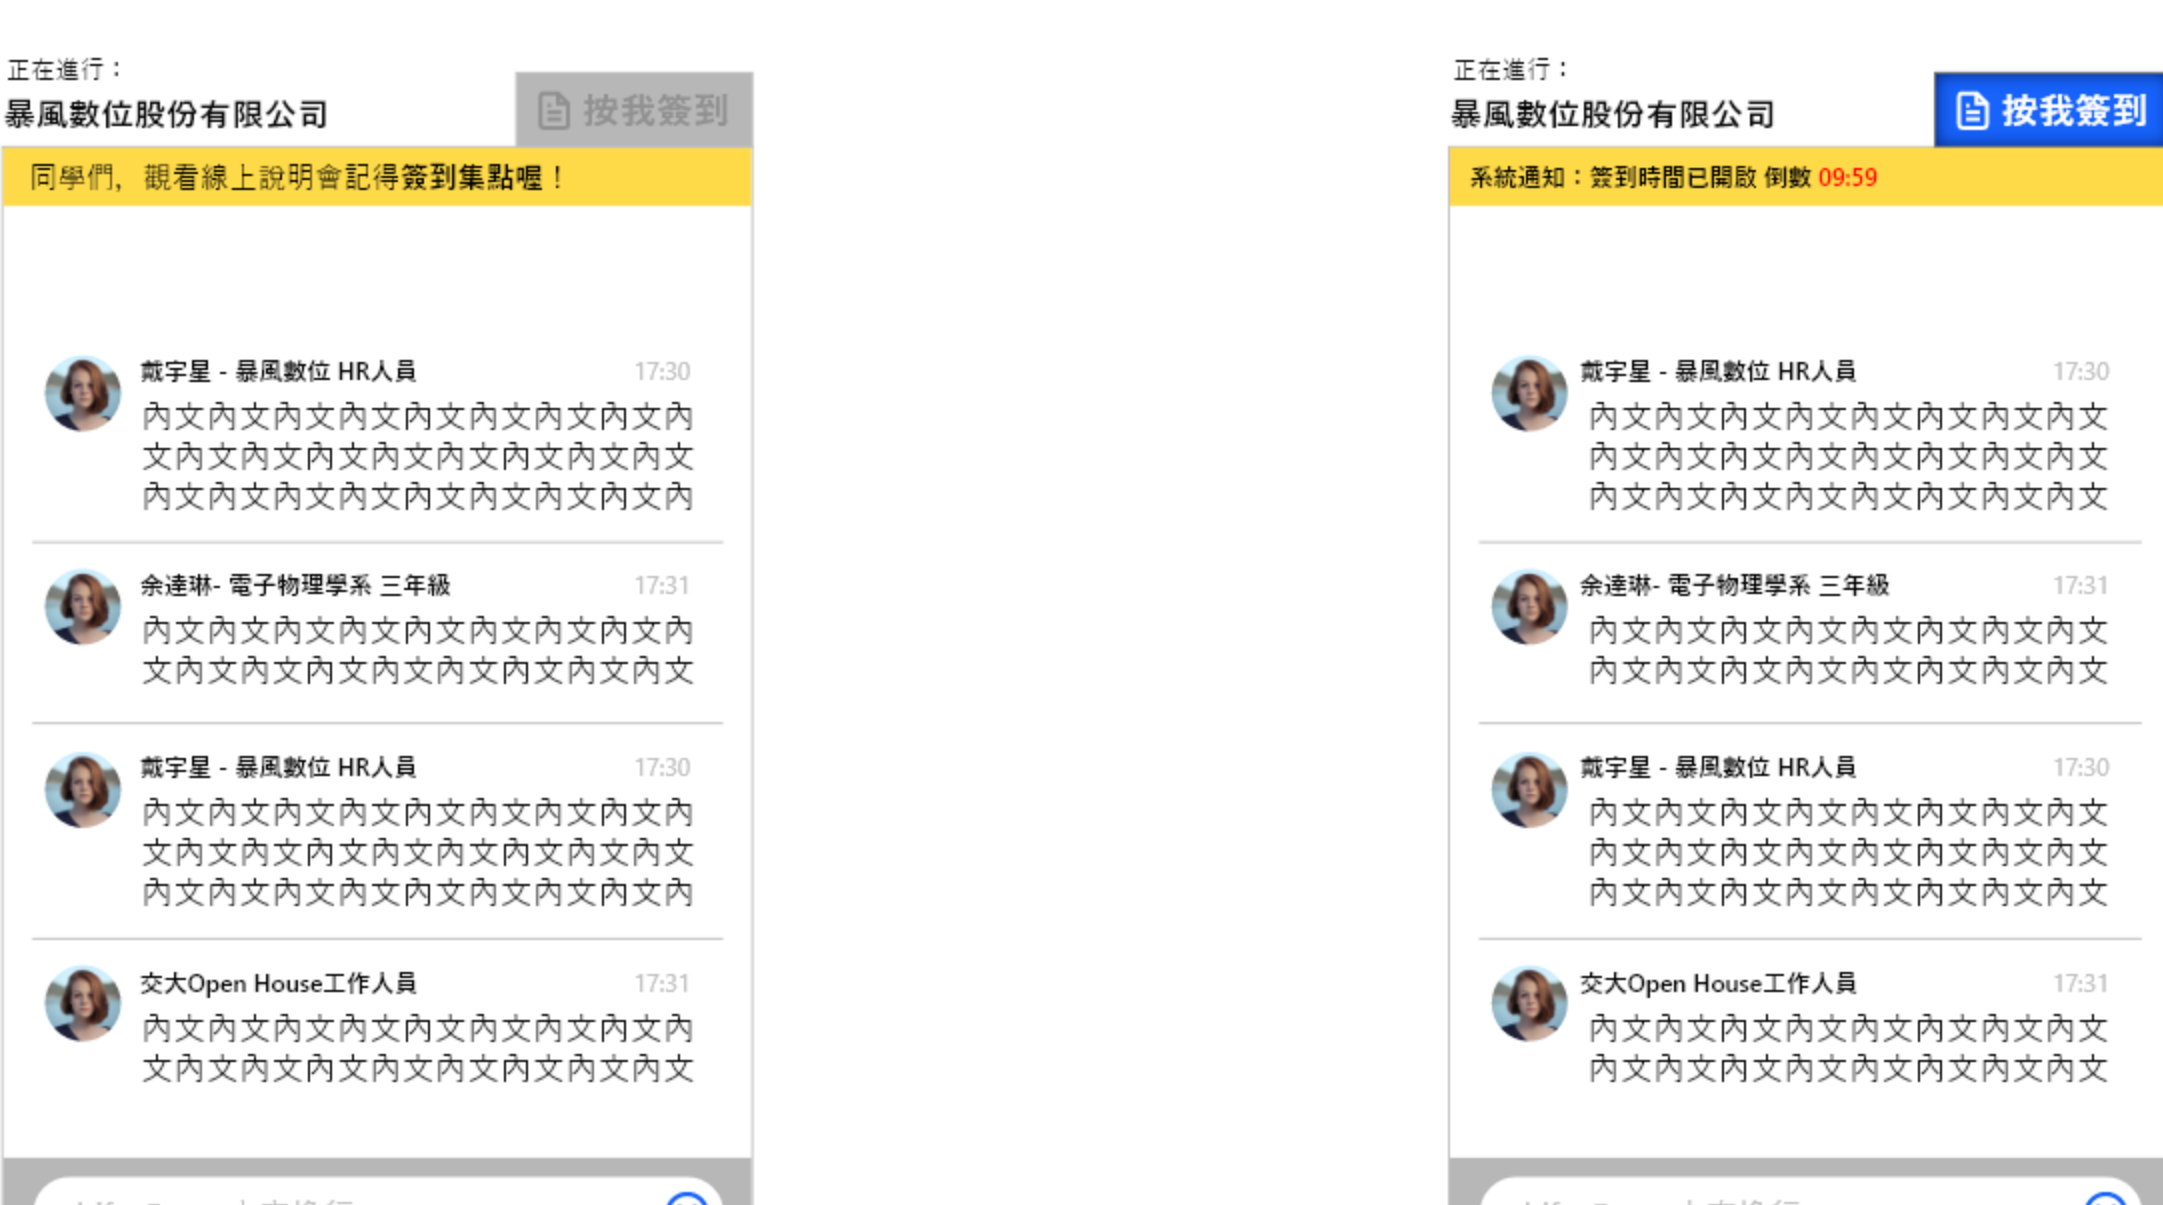 正在進行：
暴風數位股份有限公司
按我簽到
同學們，觀看線上說明會記得簽到集點喔！
戴宇星 - 暴風數位 HR人員 17:30
內文內文內文內文內文內文內文內文內
文內文內文內文內文內文內文內文內文
內文內文內文內文內文內文內文內文內
余達琳- 電子物理學系 三年級 17:31
內文內文內文內文內文內文內文內文內
文內文內文內文內文內文內文內文內文
戴宇星 - 暴風數位 HR人員 17:30
內文內文內文內文內文內文內文內文內
文內文內文內文內文內文內文內文內文
內文內文內文內文內文內文內文內文內
交大Open House工作人員 17:31
內文內文內文內文內文內文內文內文內
文內文內文內文內文內文內文內文內文
正在進行：
暴風數位股份有限公司
按我簽到
系統通知：簽到時間已開啟 倒數 09:59
戴宇星 - 暴風數位 HR人員 17:30
內文內文內文內文內文內文內文內文
內文內文內文內文內文內文內文內文
內文內文內文內文內文內文內文內文
余達琳- 電子物理學系 三年級 17:31
內文內文內文內文內文內文內文內文
內文內文內文內文內文內文內文內文
戴宇星 - 暴風數位 HR人員 17:30
內文內文內文內文內文內文內文內文
內文內文內文內文內文內文內文內文
內文內文內文內文內文內文內文內文
交大Open House工作人員 17:31
內文內文內文內文內文內文內文內文
內文內文內文內文內文內文內文內文